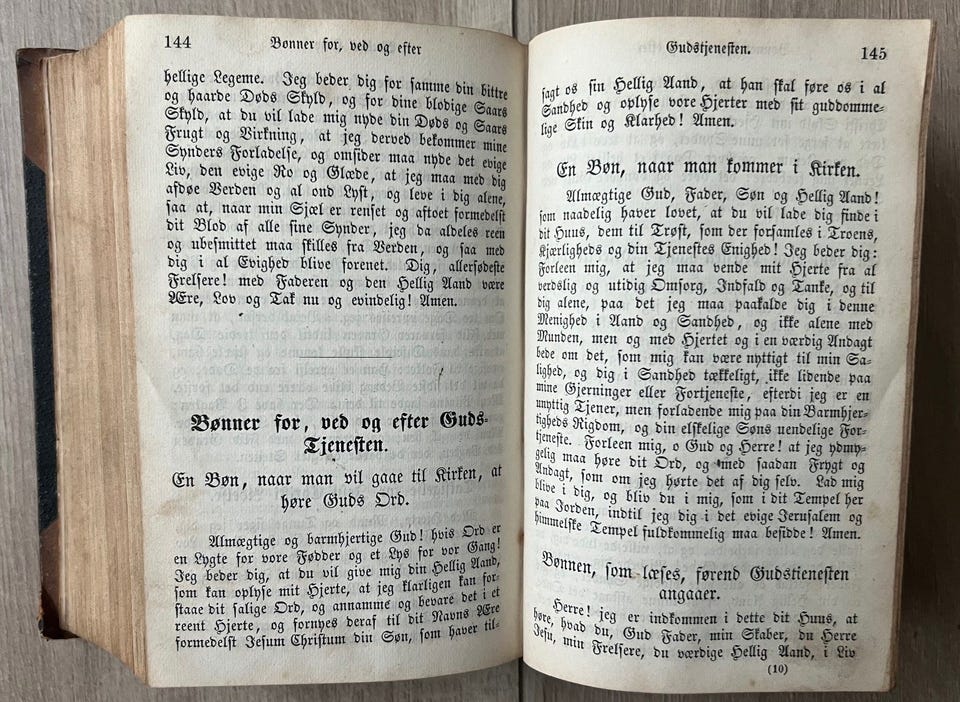 144
Bønner for, ved og efter
hellige Legeme. Jeg beder dig for samme din bittre
og haarde Døds Skyld, og for dine blodige Saars
Skyld, at du vil lade mig nyde din Døds og Saars
Frugt og Virkning, at jeg derved bekommer mine
Synders Forladelse, og omsider maa nyde det evige
Liv, den evige Ro og Glæde, at jeg maa med dig
afdøe Verden og al ond Lyst, og leve i dig alene,
saa at, naar min Sjæl er renset og aftoet formedelst
dit Blod af alle sine Synder, jeg da aldeles reen
og ubesmittet maa skilles fra Verden, og saa med
dig i al Evighed blive forenet. Dig, allersødeste
Frelsere! med Faderen og den Hellig Aand være
Ære, Lov og Tak nu og evindelig! Amen.
Bønner for, ved og efter Guds-
Tjenesten.
En Bøn, naar man vil gaae til Kirken, at
høre Guds Ord.
Almægtige og barmhjertige Gud! hvis Ord er
en Lygte for vore Fødder og et Lys for vor Gang!
Jeg beder dig, at du vil give mig din Hellig Aand,
som kan oplyse mit Hjerte, at jeg klarligen kan for-
staae dit salige Ord, og annamme og bevare det i et
reent Hjerte, og fornyes deraf til dit Navns Ære
formedelst Jesum Christum din Søn, som haver til-
Gudstjenesten.
145
sagt os sin Hellig Aand, at han skal føre os i al
Sandhed og oplyse vore Hjerter med sit guddomme-
lige Skin og Klarhed! Amen.
En Bøn, naar man kommer i Kirken.
Almægtige Gud, Fader, Søn og Hellig Aand!
som naadelig haver lovet, at du vil lade dig finde i
dit Huus, dem til Trøst, som der forsamles i Troens,
Kjærligheds og din Tjenestes Enighed! Jeg beder dig:
Forleen mig, at jeg maa vende mit Hjerte fra al
verdslig og utidig Omsorg, Indfald og Tanke, og til
dig alene, paa det jeg maa paakalde dig i denne
Menighed i Aand og Sandhed, og ikke alene med
Munden, men og med Hjertet og i en værdig Andagt
bede om det, som mig kan være nyttigt til min Sa-
lighed, og dig i Sandhed tækkeligt, ikke lidende paa
mine Gjerninger eller Fortjeneste, efterdi jeg er en
unyttig Tjener, men forladende mig paa din Barmhjer-
tigheds Rigdom, og din elskelige Søns uendelige For-
tjeneste. Forleen mig, o Gud og Herre! at jeg ydmy-
gelig maa høre dit Ord, og med saadan Frygt og
Andagt, som om jeg hørte det af dig selv. Lad mig
blive i dig, og bliv du i mig, som i dit Tempel her
paa Jorden, indtil jeg dig i det evige Jerusalem og
himmelske Tempel fuldkommelig maa besidde! Amen.
Bønnen, som læses, førend Gudstienesten
angaaer.
Herre! jeg er indkommen i dette dit Huus, at
høre, hvad du, Gud Fader, min Skaber, du Herre
Jesu, min Frelsere, du værdige Hellig Aand, i Liv
(10)